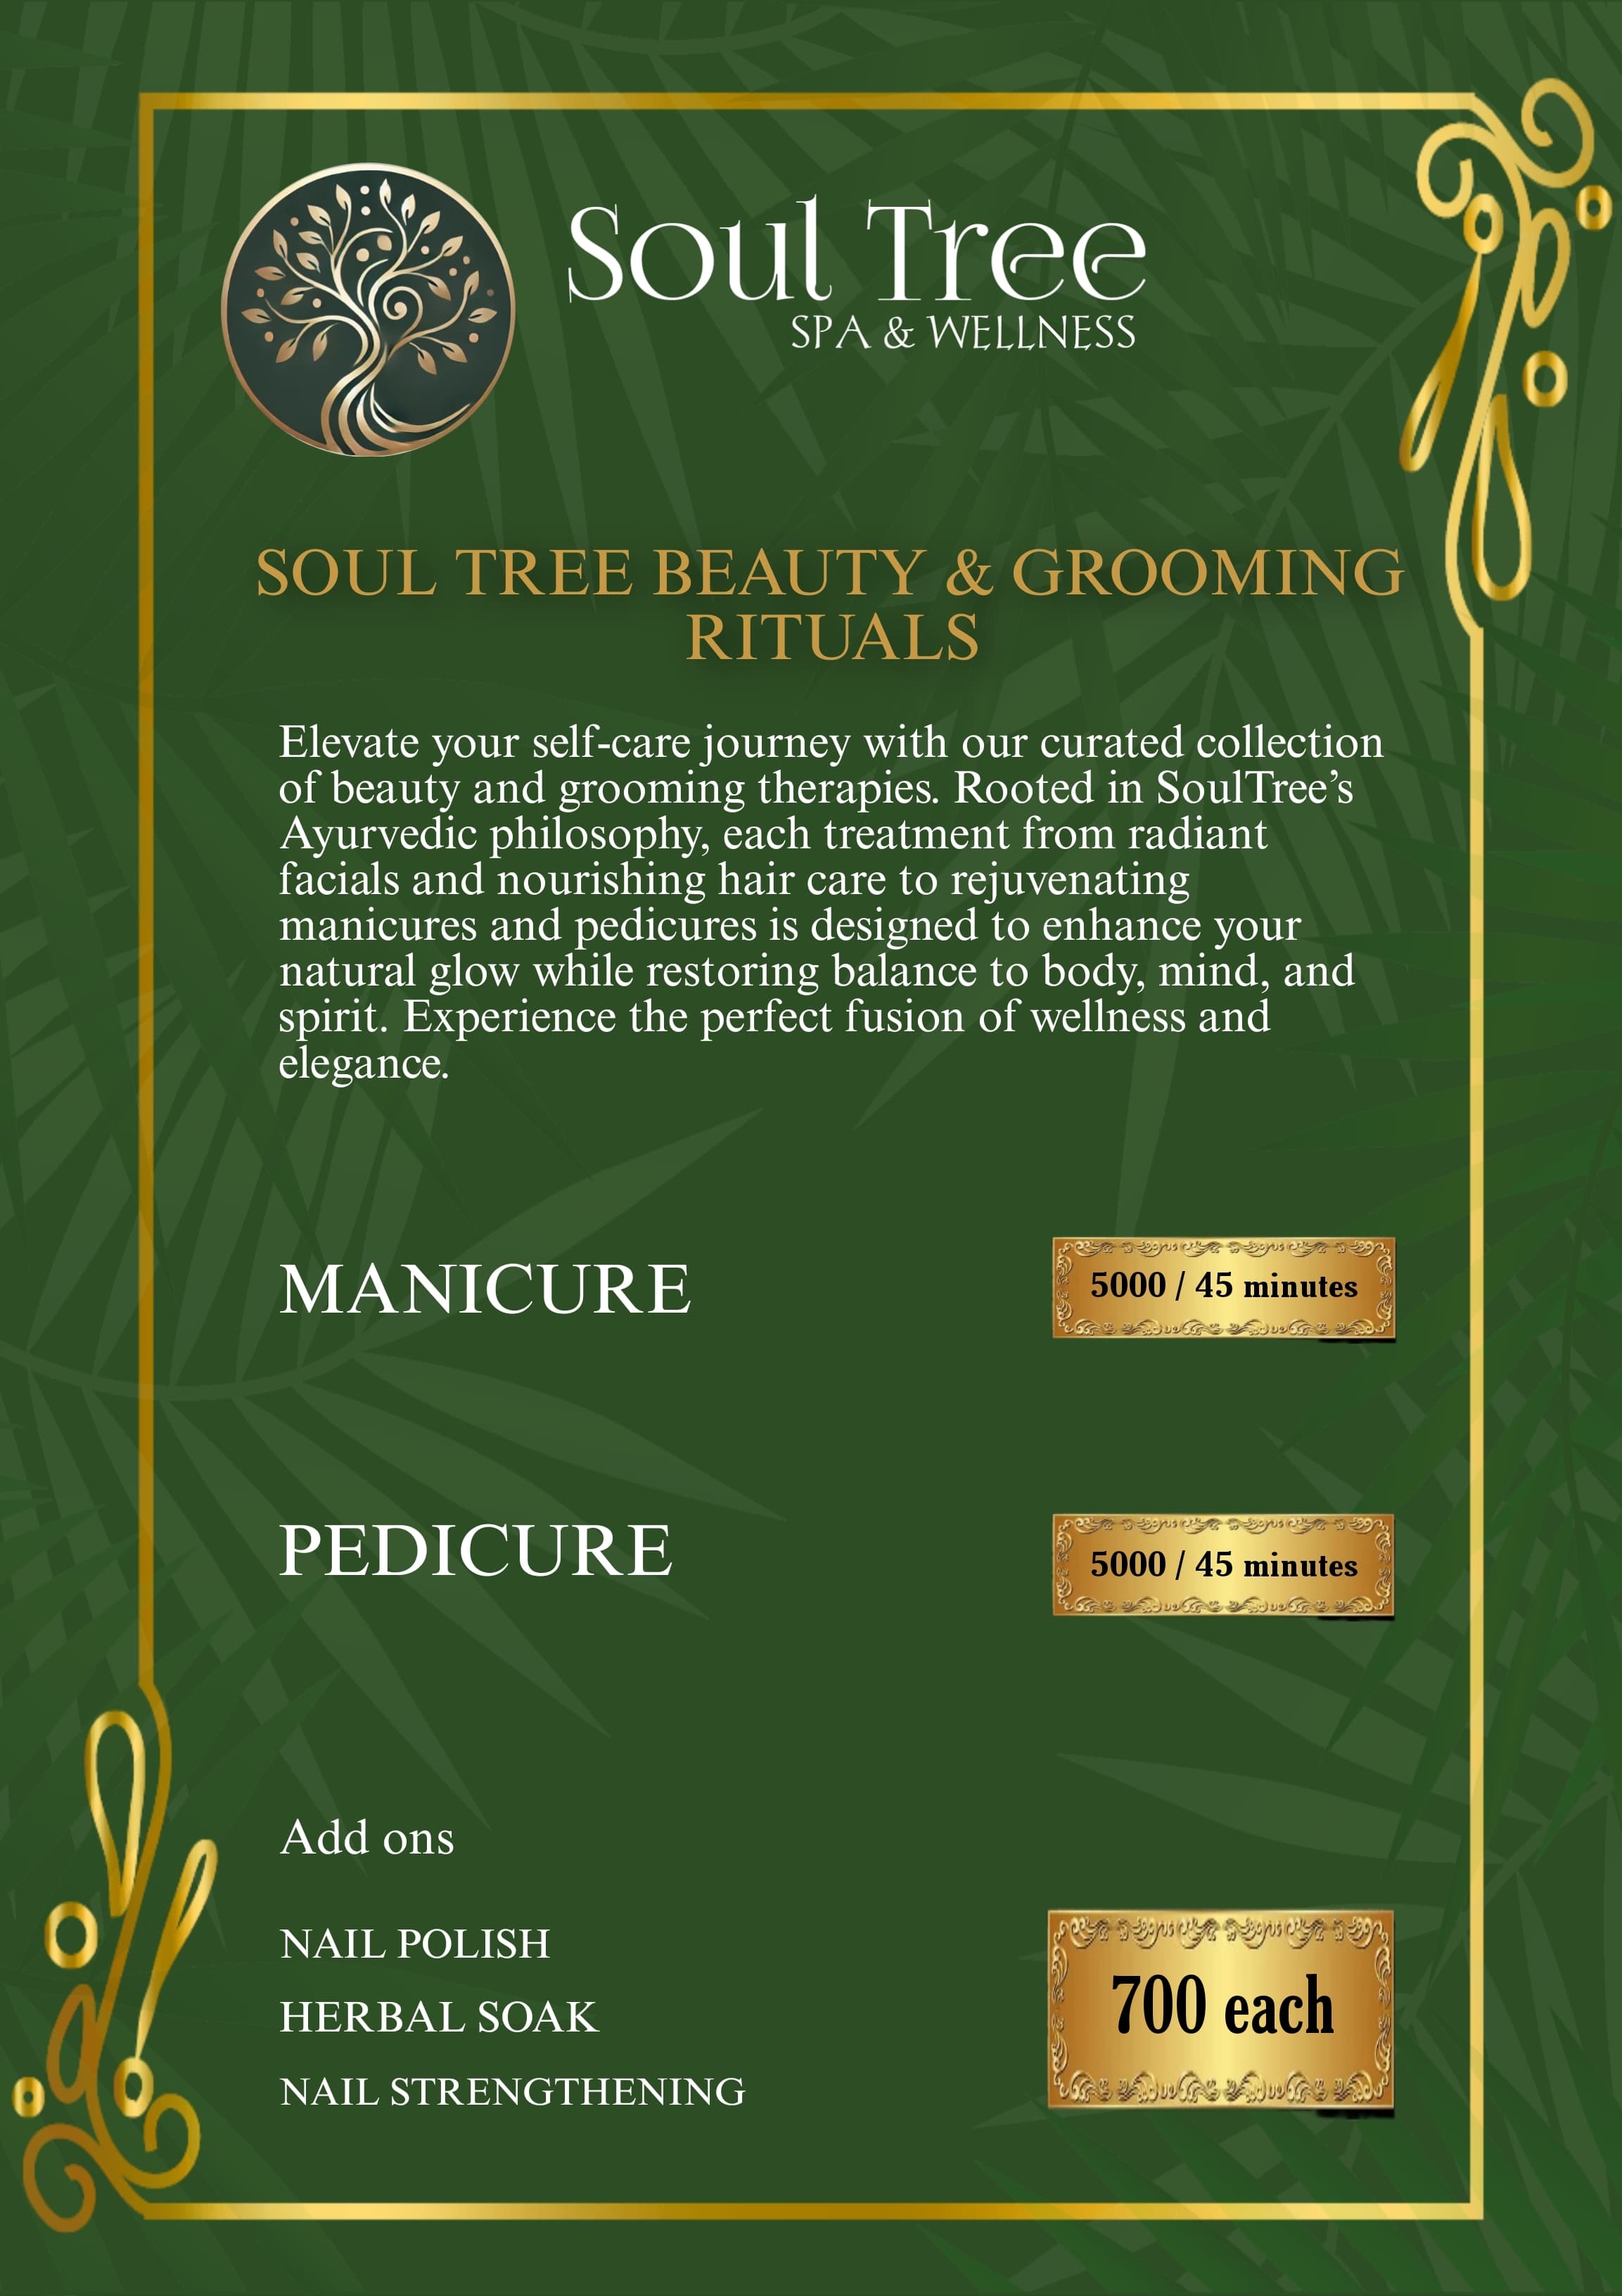 Soul Tree
SPA & WELLNESS
SOUL TREE BEAUTY & GROOMING
RITUALS
Elevate your self-care journey with our curated collection
of beauty and grooming therapies. Rooted in SoulTree’s
Ayurvedic philosophy, each treatment from radiant
facials and nourishing hair care to rejuvenating
manicures and pedicures is designed to enhance your
natural glow while restoring balance to body, mind, and
spirit. Experience the perfect fusion of wellness and
elegance.
MANICURE
5000 / 45 minutes
PEDICURE
5000 / 45 minutes
Add ons
NAIL POLISH
HERBAL SOAK
700 each
NAIL STRENGTHENING